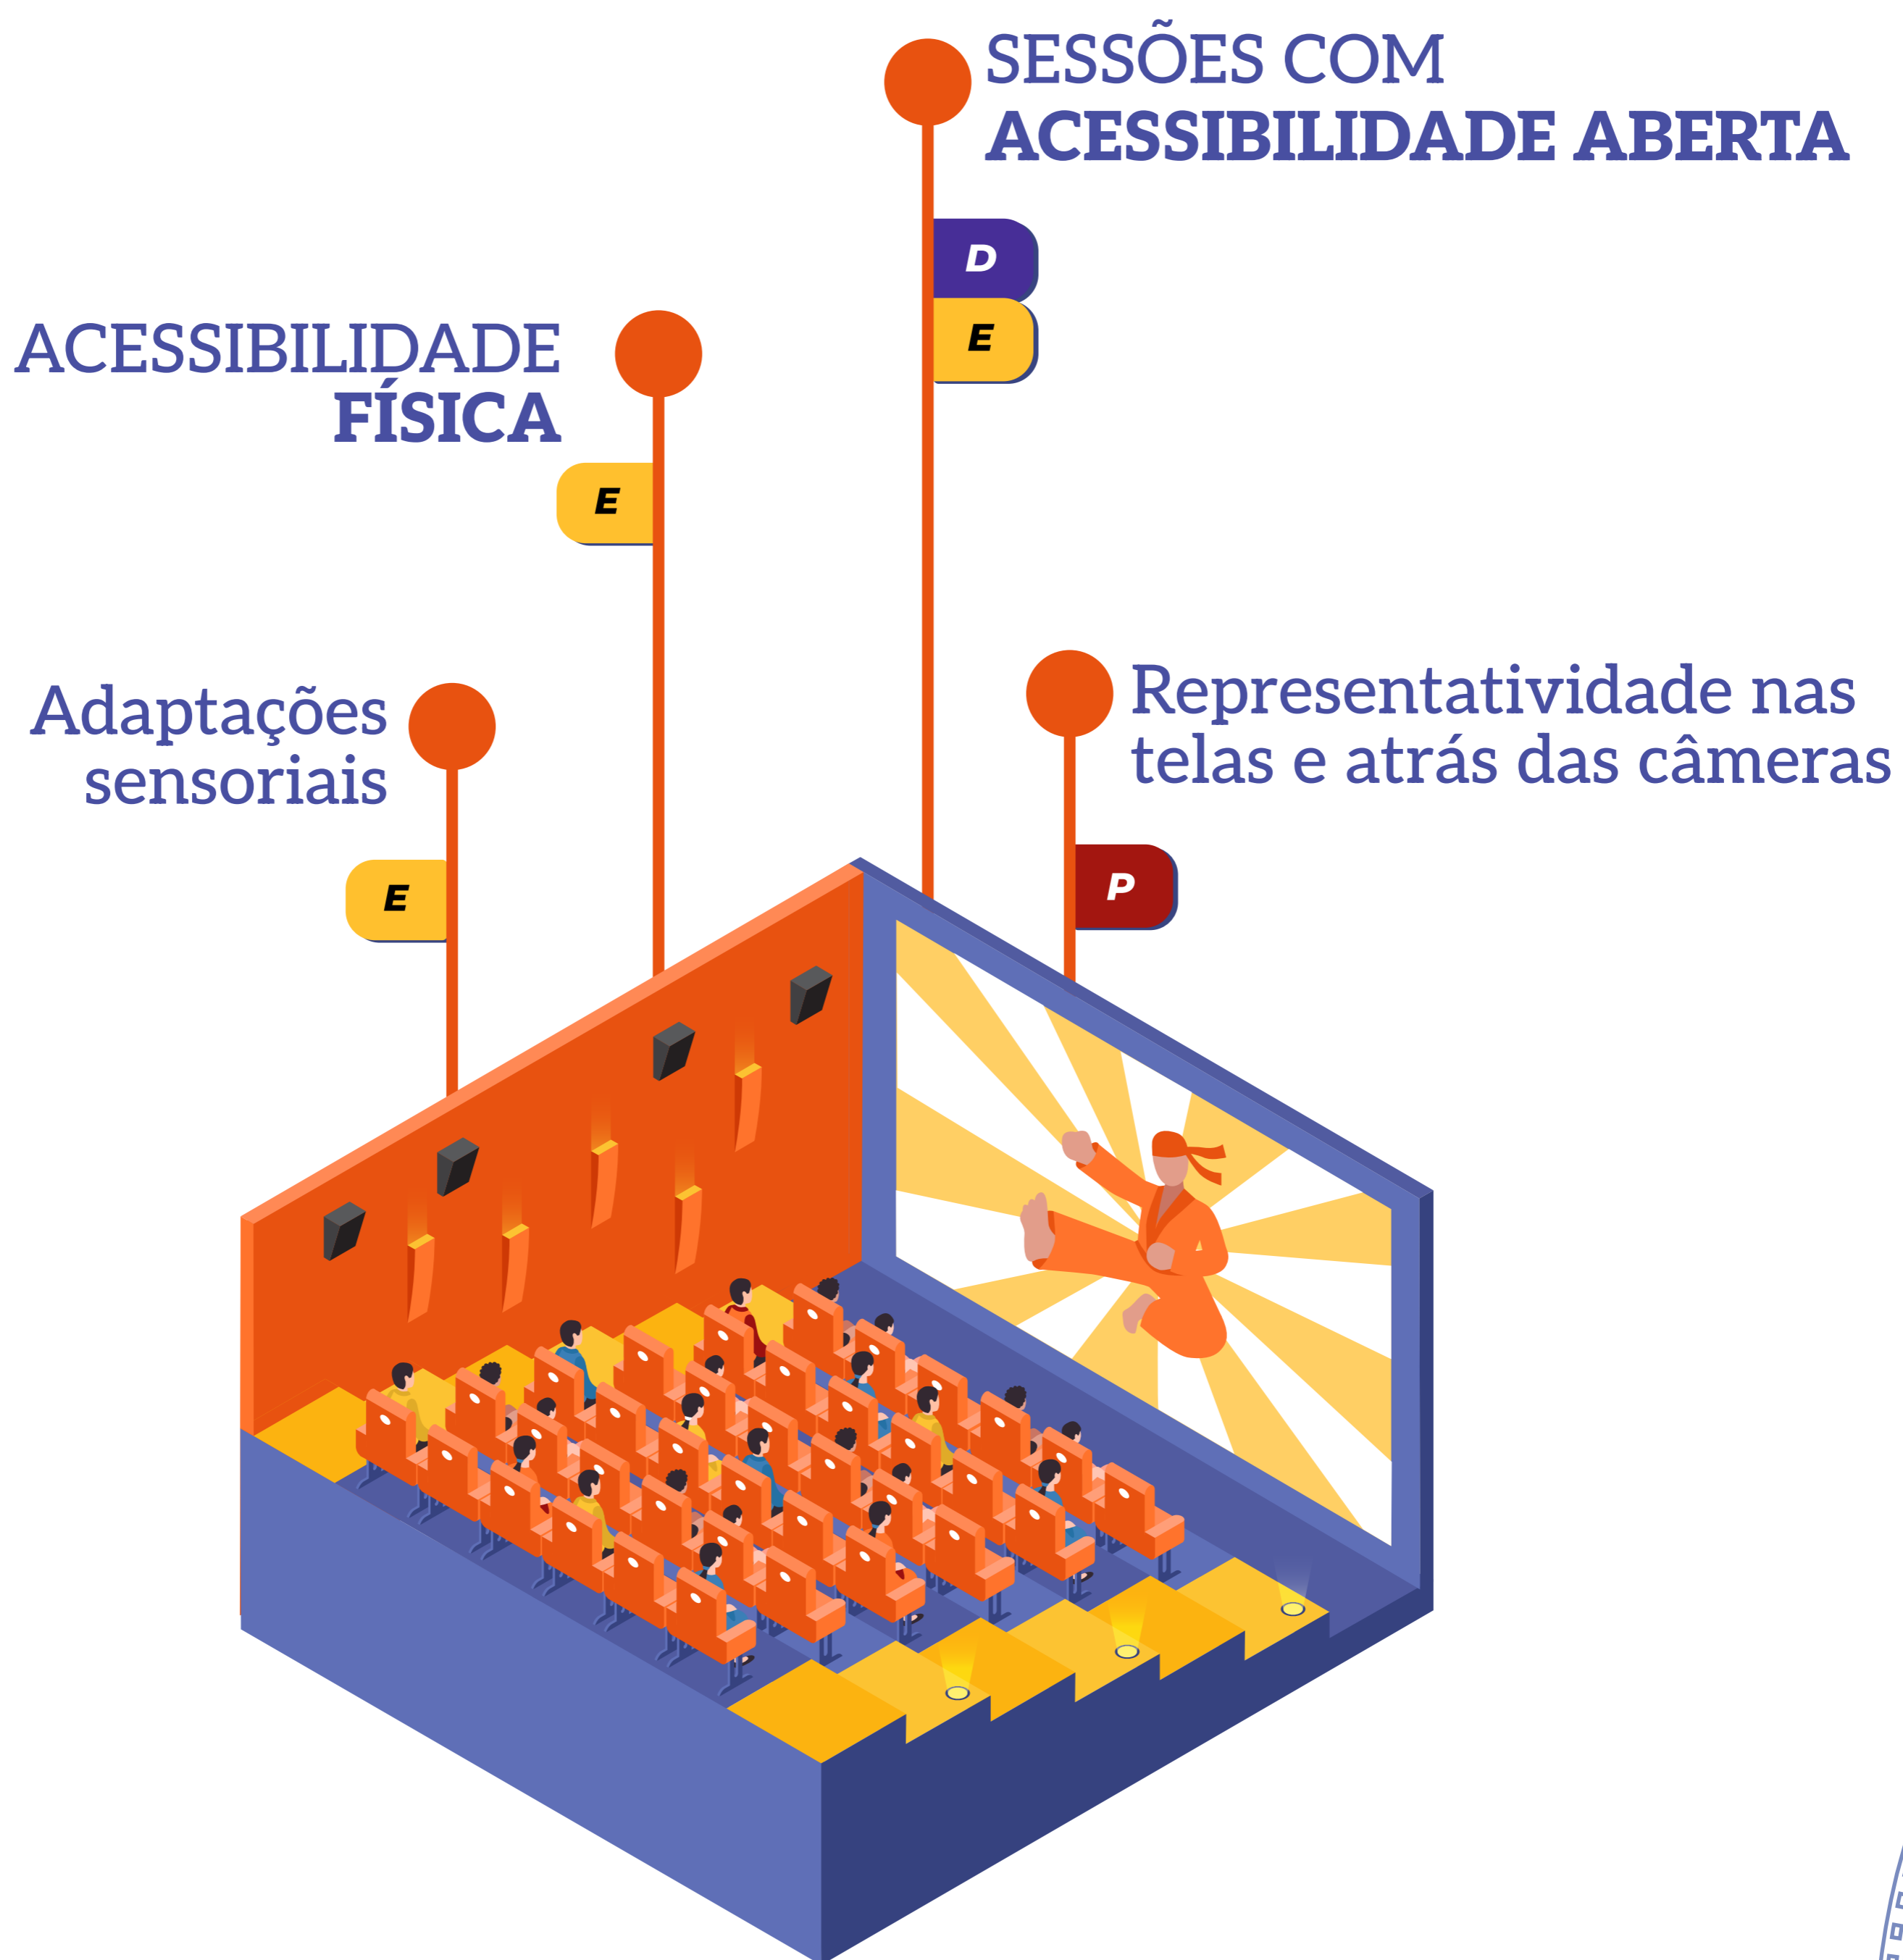 SESSÕES COM
ACESSIBILIDADE ABERTA
D
E
ACESSIBILIDADE
FÍSICA
E
Adaptações
sensoriais
E
Representatividade nas
telas e atrás das câmeras
P